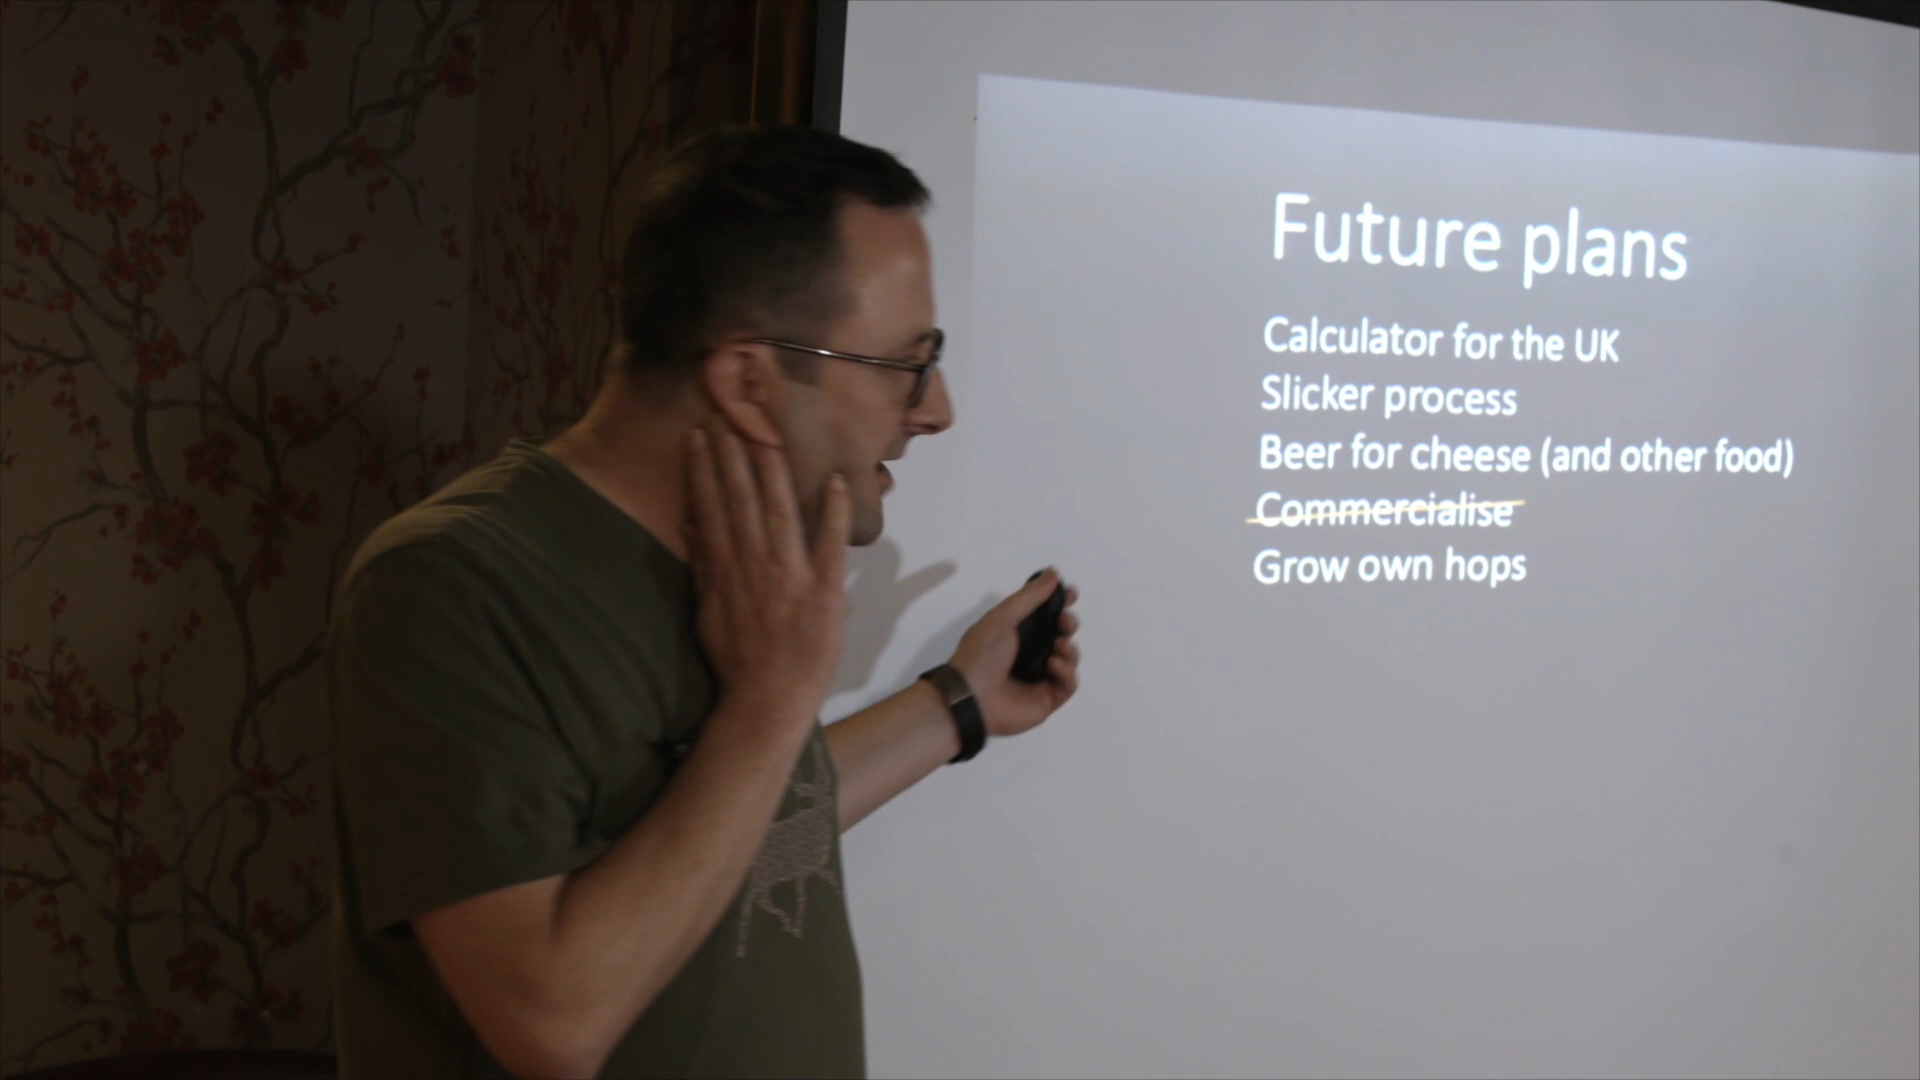 Future plans
Calculator for the UK
Slicker process
Beer for cheese (and other food)
Commercialise
Grow own hops